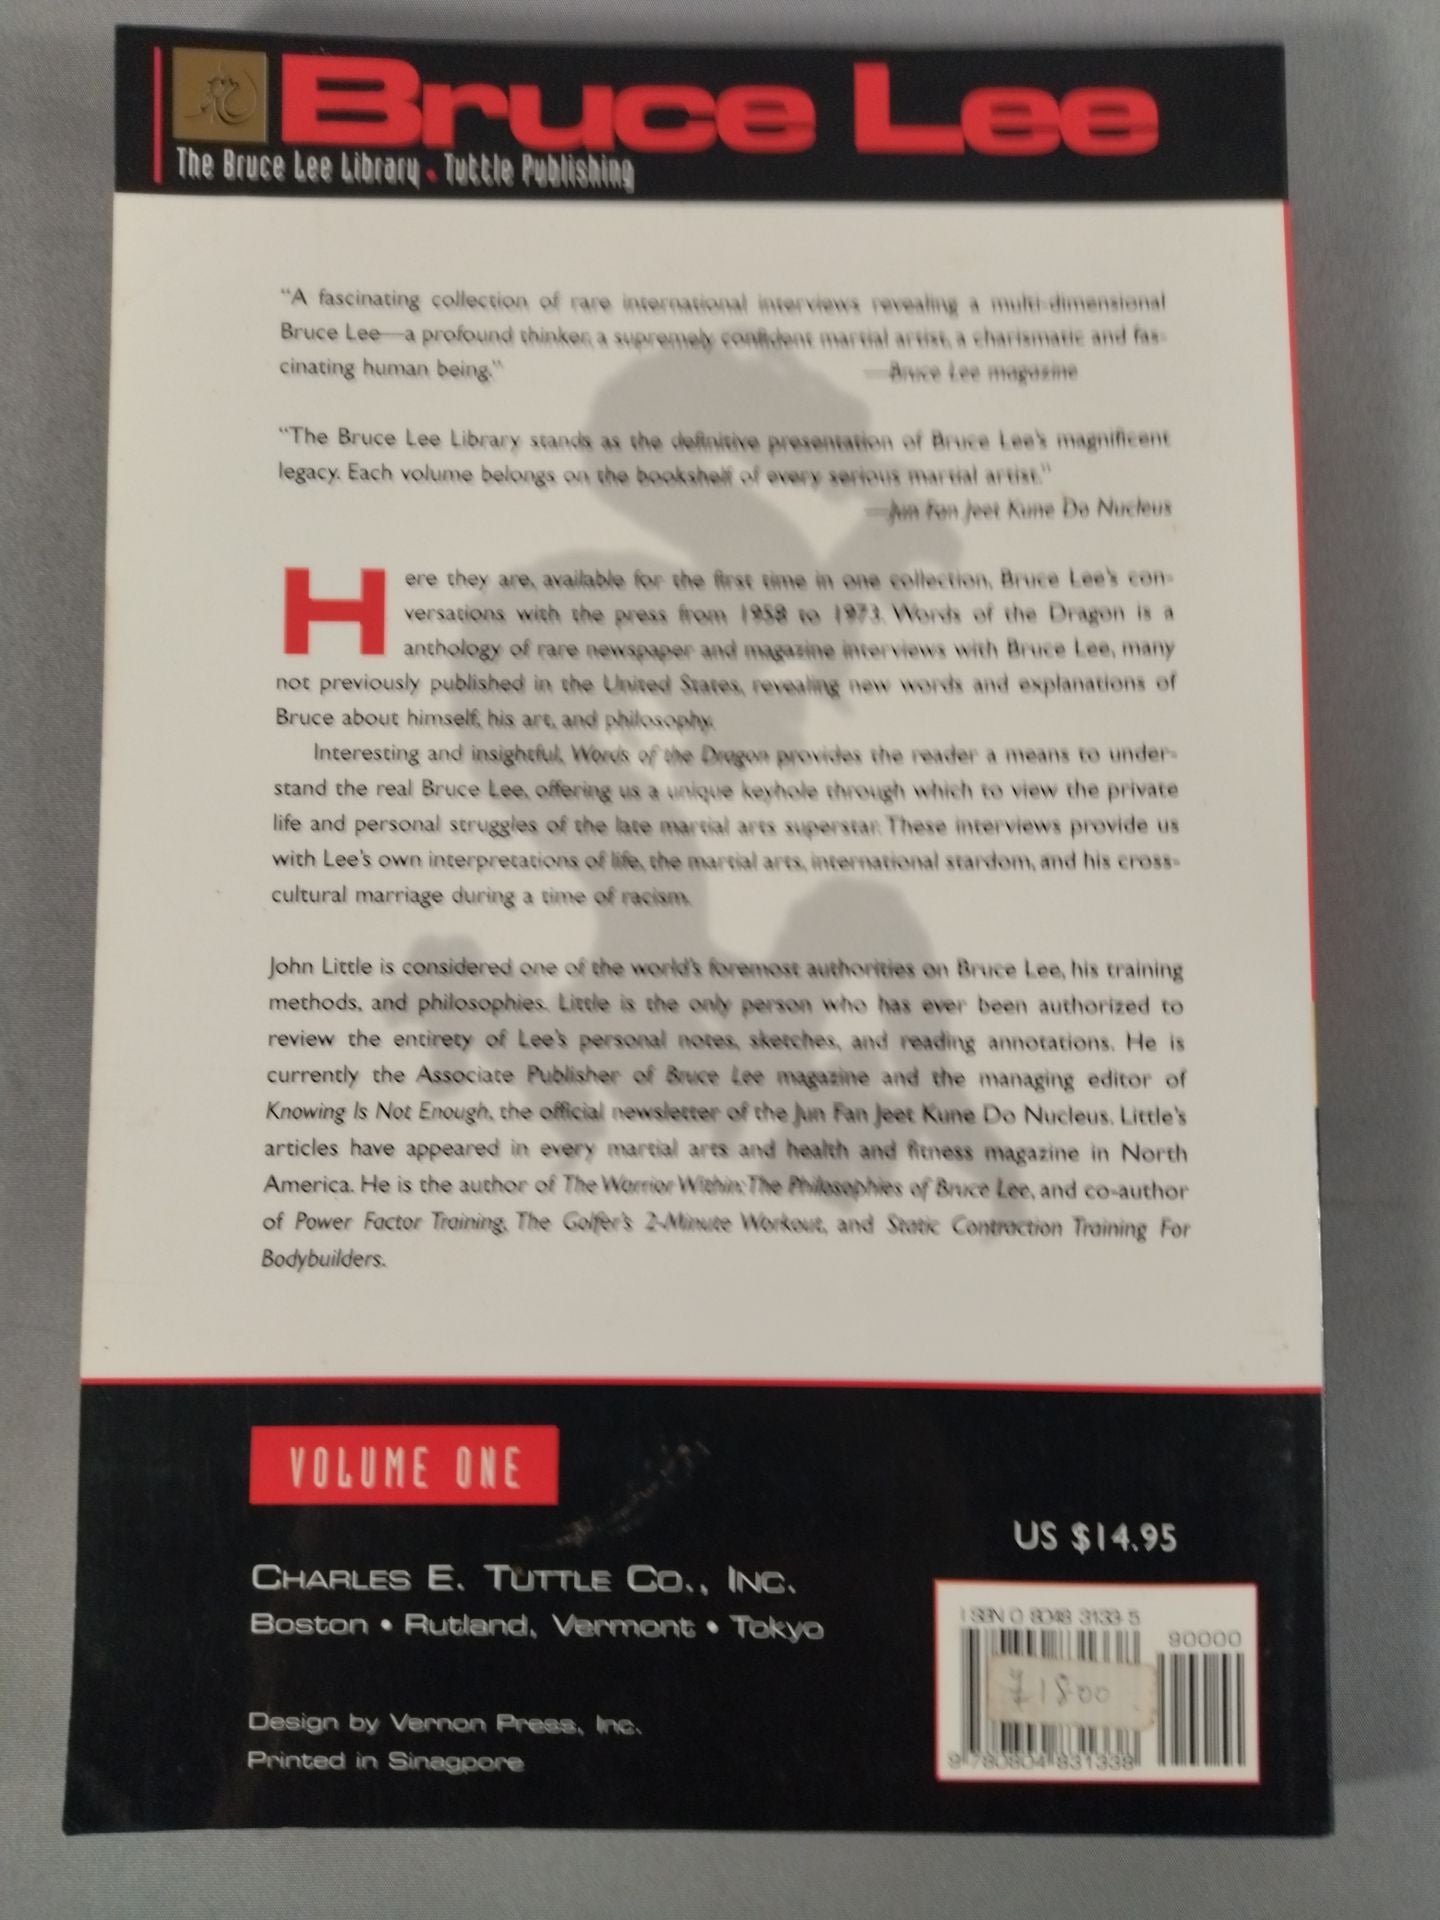 Bruce Lee
The Bruce Lee Library • Tuttle Publishing
“A fascinating collection of rare international interviews revealing a multi-dimensional
Bruce Lee—a profound thinker, a supremely confident martial artist, a charismatic and fas-
cinating human being.”
—Bruce Lee magazine
“The Bruce Lee Library stands as the definitive presentation of Bruce Lee’s magnificent
legacy. Each volume belongs on the bookshelf of every serious martial artist.”
—Jun Fan Jeet Kune Do Nucleus
Here they are, available for the first time in one collection, Bruce Lee’s con-
versations with the press from 1958 to 1973. Words of the Dragon is a
anthology of rare newspaper and magazine interviews with Bruce Lee, many
not previously published in the United States, revealing new words and explanations of
Bruce about himself, his art, and philosophy.
Interesting and insightful, Words of the Dragon provides the reader a means to under-
stand the real Bruce Lee, offering us a unique keyhole through which to view the private
life and personal struggles of the late martial arts superstar. These interviews provide us
with Lee’s own interpretations of life, the martial arts, international stardom, and his cross-
cultural marriage during a time of racism.
John Little is considered one of the world’s foremost authorities on Bruce Lee, his training
methods, and philosophies. Little is the only person who has ever been authorized to
review the entirety of Lee’s personal notes, sketches, and reading annotations. He is
currently the Associate Publisher of Bruce Lee magazine and the managing editor of
Knowing Is Not Enough, the official newsletter of the Jun Fan Jeet Kune Do Nucleus. Little’s
articles have appeared in every martial arts and health and fitness magazine in North
America. He is the author of The Warrior Within: The Philosophies of Bruce Lee, and co-author
of Power Factor Training, The Golfer’s 2-Minute Workout, and Static Contraction Training For
Bodybuilders.
VOLUME ONE
US $14.95
CHARLES E. TUTTLE CO., INC.
Boston • Rutland, Vermont • Tokyo
Design by Vernon Press, Inc.
Printed in Sinagpore
ISBN 0 8048 3133 5
90000
¥1800
9 780804 831338